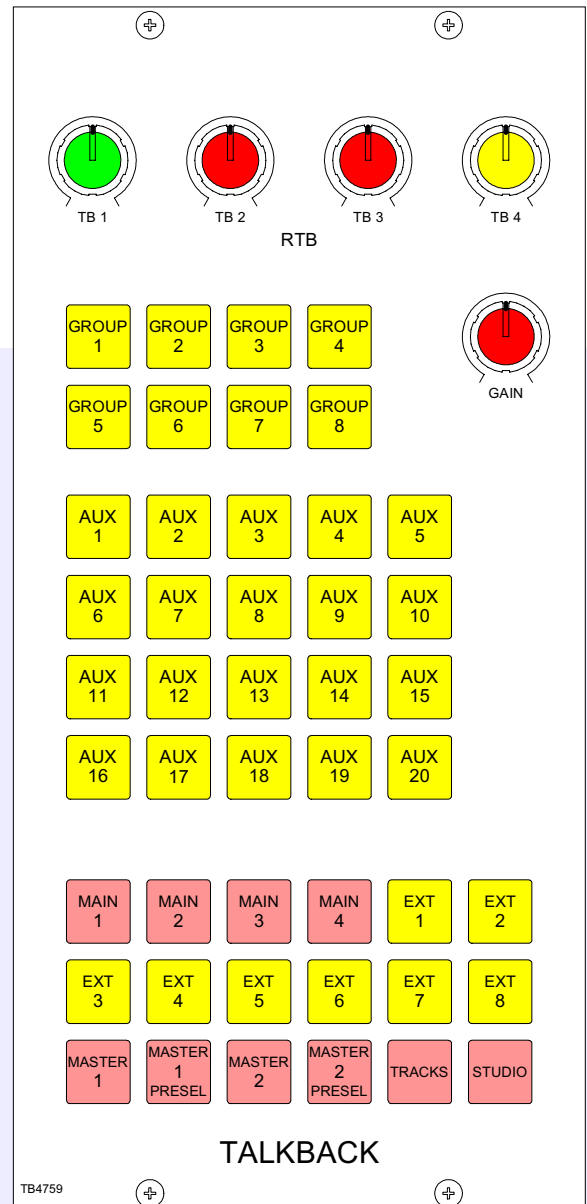 TB 1 TB 2 TB 3 TB 4
RTB
GROUP GROUP GROUP GROUP
1 2 3 4
GAIN
GROUP GROUP GROUP GROUP
5 6 7 8
AUX AUX AUX AUX AUX
1 2 3 4 5
AUX AUX AUX AUX AUX
6 7 8 9 10
AUX AUX AUX AUX AUX
11 12 13 14 15
AUX AUX AUX AUX AUX
16 17 18 19 20
MAIN MAIN MAIN MAIN EXT EXT
1 2 3 4 1 2
EXT EXT EXT EXT EXT EXT
3 4 5 6 7 8
MASTER MASTER MASTER MASTER TRACKS STUDIO
1 1 2 2
PRESEL PRESEL
TALKBACK
TB4759